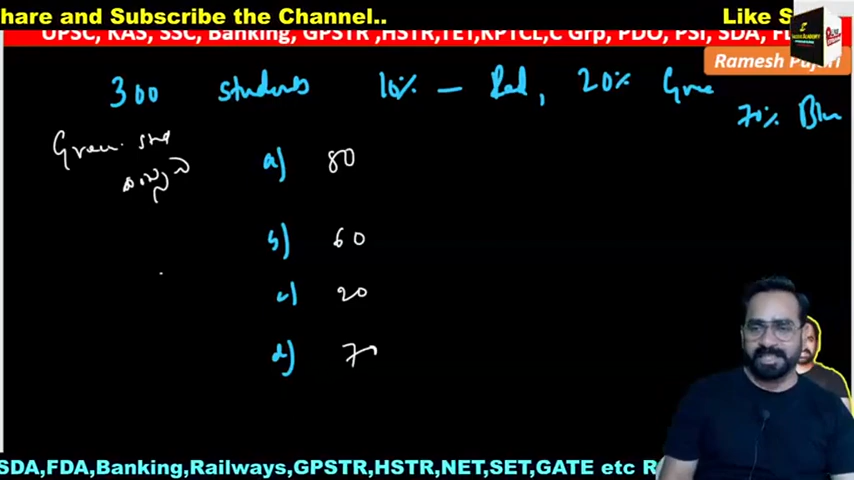 hare and Subscribe the Channel..
Like S
UPSC, KAS, SSC, Banking, GPSTR ,HSTR,TET,KPTCL,C Grp, PDO, PSI, SDA, F
Ramesh Pujari
300 students 10% — Red, 20% Gree
70% Blu
Green
a) 80
b) 60
c) 20
d) 70
SDA,FDA,Banking,Railways,GPSTR,HSTR,NET,SET,GATE etc R